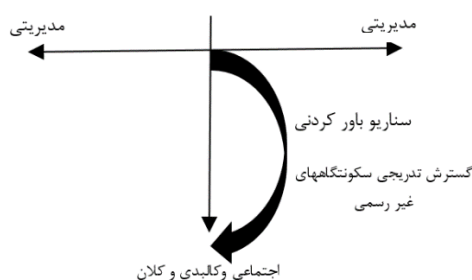 مدیریتی
مدیریتی
سناریو باور کردنی
گسترش تدریجی سکونتگاههای
غیر رسمی
اجتماعی وکالبدی و کلان